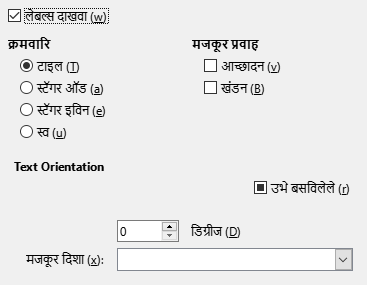 लेबल्स दाखवा (w)
क्रमवारि
टाइल (T)
स्टॅगर ऑड (a)
स्टॅगर इविन (e)
स्व (u)
मजकूर प्रवाह
आच्छादन (v)
खंडन (B)
Text Orientation
उभे बसविलेले (r)
0 डिग्रीज (D)
मजकूर दिशा (x):